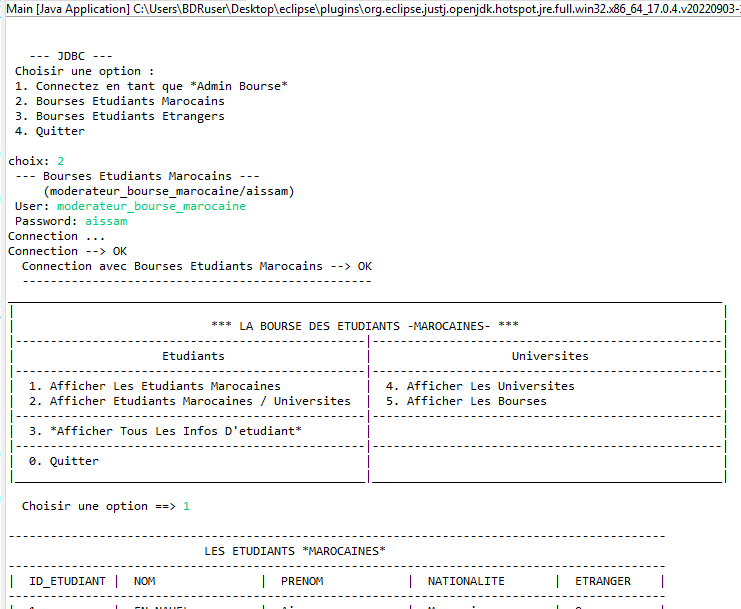 Main [Java Application] C:\Users\BDRuser\Desktop\eclipse\plugins\org.eclipse.justj.openjdk.hotspot.jre.full.win32.x86_64_17.0.4.v20220903-
--- JDBC ---
Choisir une option :
1. Connectez en tant que *Admin Bourse*
2. Bourses Etudiants Marocains
3. Bourses Etudiants Etrangers
4. Quitter
choix: 2
--- Bourses Etudiants Marocains ---
(moderateur_bourse_marocaine/aissam)
User: moderateur_bourse_marocaine
Password: aissam
Connection ...
Connection --> OK
Connection avec Bourses Etudiants Marocains --> OK
*** LA BOURSE DES ETUDIANTS -MAROCAINES- ***
Etudiants | Universites
1. Afficher Les Etudiants Marocaines | 4. Afficher Les Universites
2. Afficher Etudiants Marocaines / Universites | 5. Afficher Les Bourses
3. *Afficher Tous Les Infos D'etudiant*
0. Quitter
Choisir une option ==> 1
LES ETUDIANTS *MAROCAINES*
| ID_ETUDIANT | NOM | PRENOM | NATIONALITE | ETRANGER |